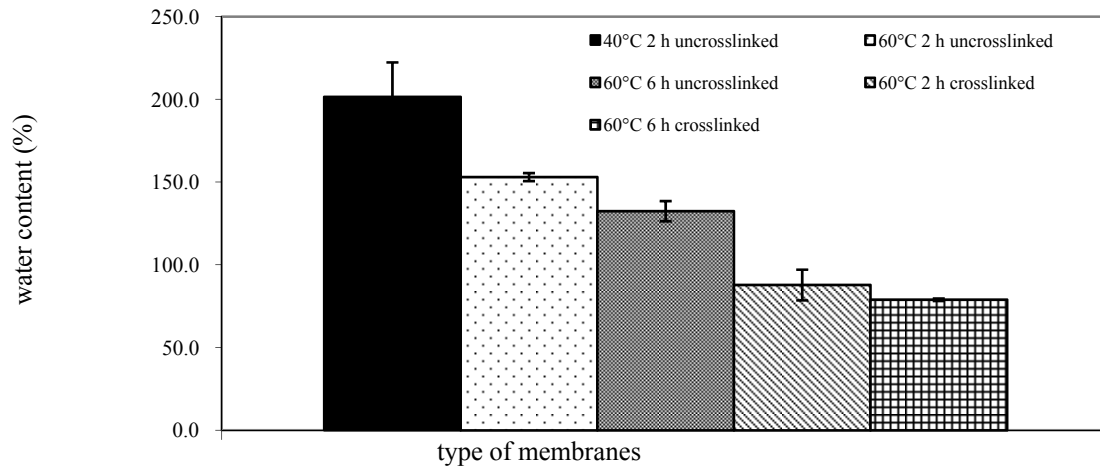 250.0
200.0
150.0
100.0
50.0
0.0
water content (%)
40°C 2 h uncrosslinked
60°C 2 h uncrosslinked
60°C 6 h uncrosslinked
60°C 2 h crosslinked
60°C 6 h crosslinked
type of membranes